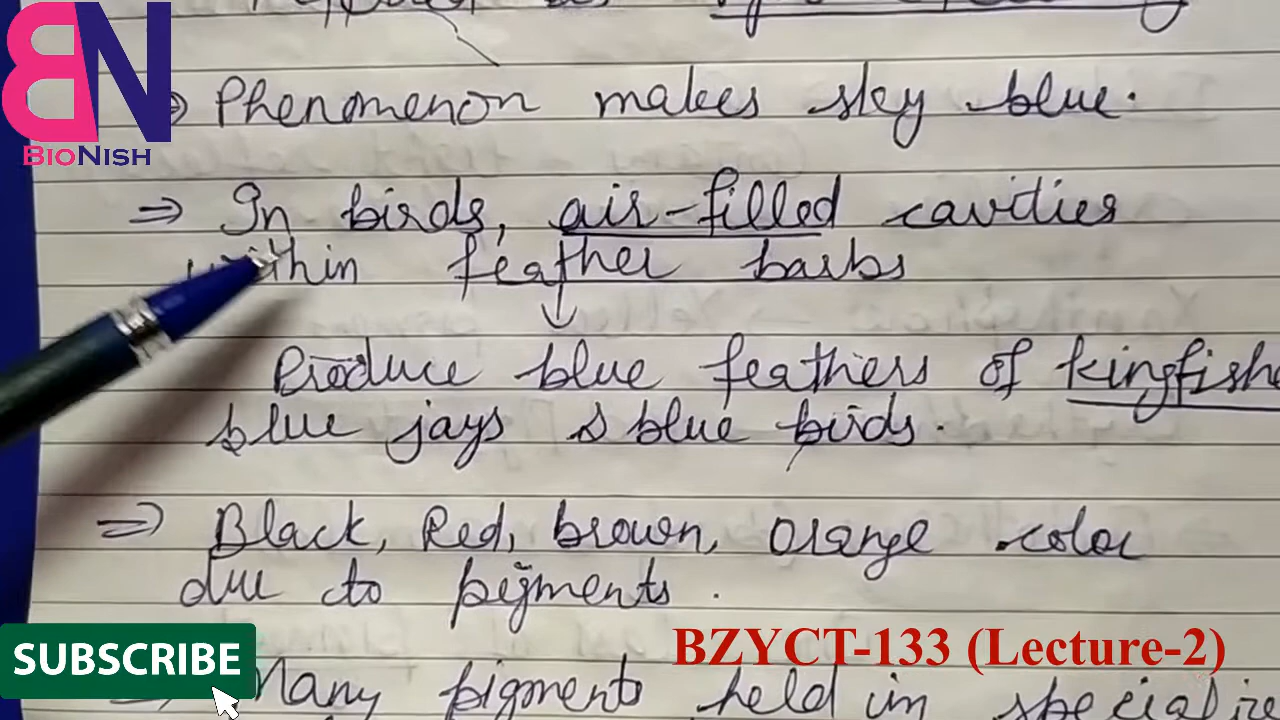 BN
BIONISH
⇒ Phenomenon makes sky blue.
⇒ In birds, air-filled cavities
within feather barbs
↓
Produce blue feathers of kingfishe
blue jays & blue birds.
⇒ Black, Red, brown, Orange color
due to pigments.
Many pigments held in specialize
BZYCT-133 (Lecture-2)
SUBSCRIBE